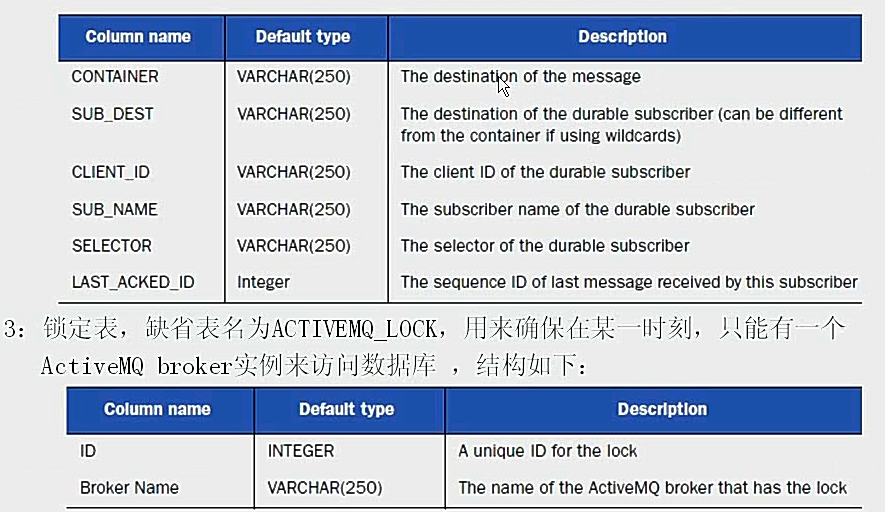 Column name Default type Description
CONTAINER VARCHAR(250) The destination of the message
SUB_DEST VARCHAR(250) The destination of the durable subscriber (can be different
from the container if using wildcards)
CLIENT_ID VARCHAR(250) The client ID of the durable subscriber
SUB_NAME VARCHAR(250) The subscriber name of the durable subscriber
SELECTOR VARCHAR(250) The selector of the durable subscriber
LAST_ACKED_ID Integer The sequence ID of last message received by this subscriber
3：锁定表，缺省表名为ACTIVEMQ_LOCK，用来确保在某一时刻，只能有一个
ActiveMQ broker实例来访问数据库 ，结构如下：
Column name Default type Description
ID INTEGER A unique ID for the lock
Broker Name VARCHAR(250) The name of the ActiveMQ broker that has the lock